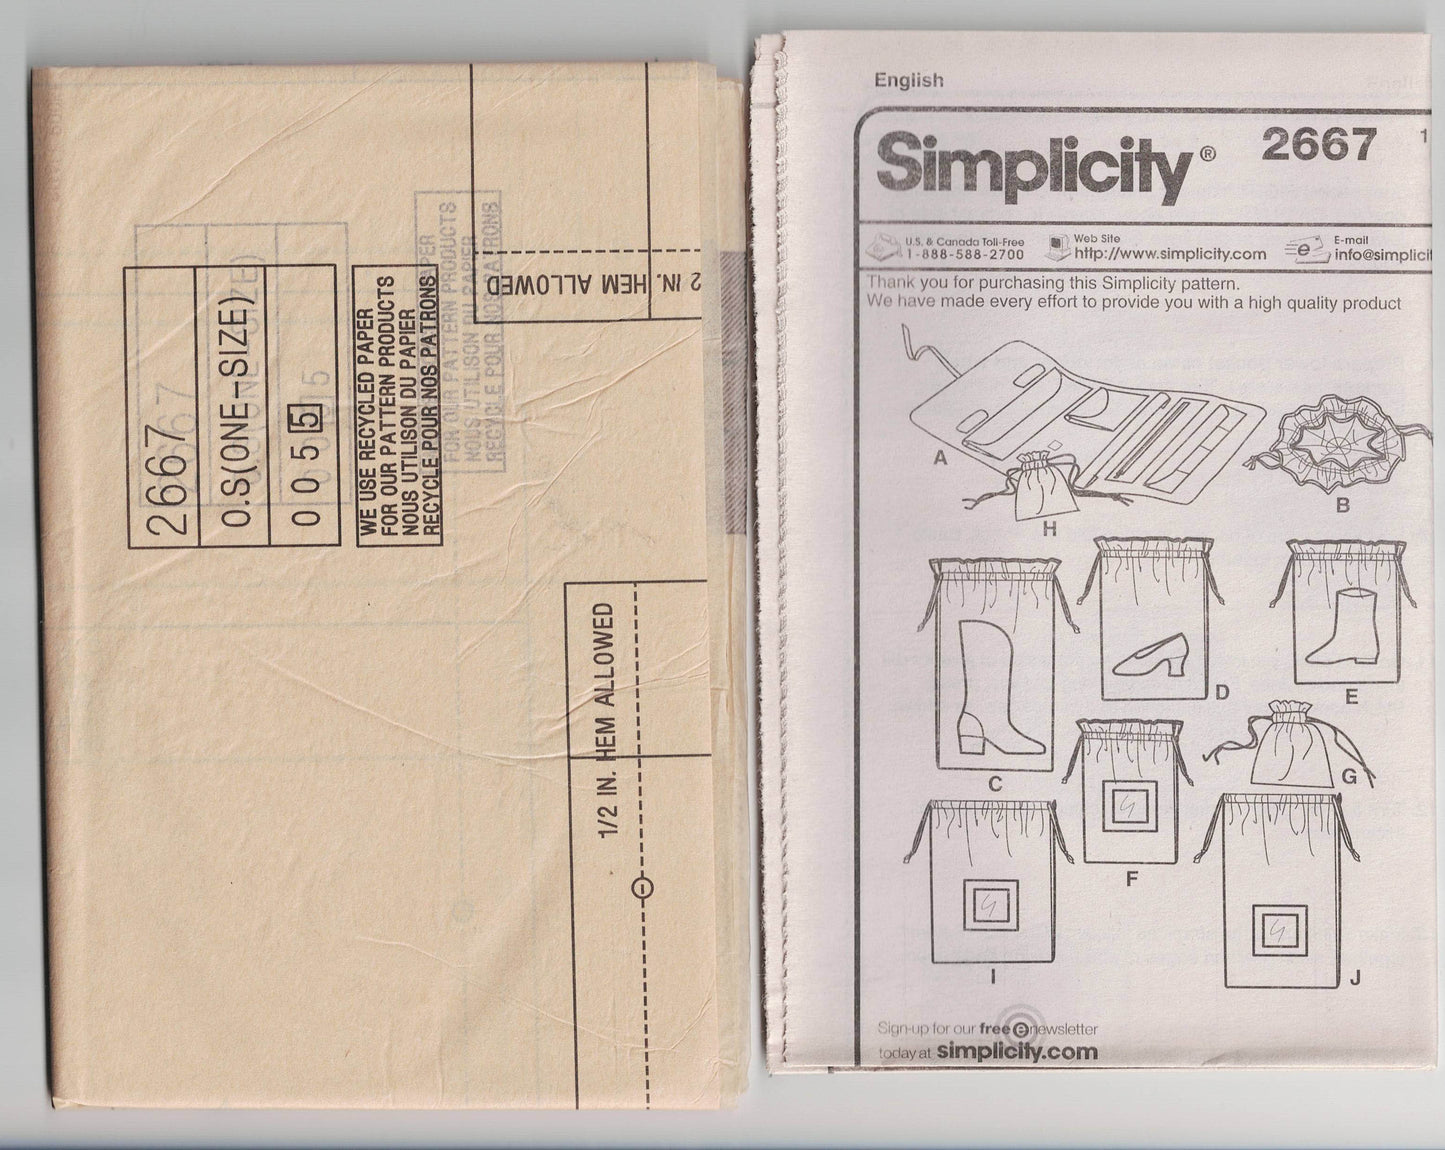 2667
O.S(ONE-SIZE)
0 0 5 5
WE USE RECYCLED PAPER
FOR OUR PATTERN PRODUCTS
NOUS UTILISON DU PAPIER
RECYCLE POUR NOS PATRONS
2 IN. HEM ALLOWED
1/2 IN. HEM ALLOWED
English
Simplicity® 2667 1
U.S. & Canada Toll-Free
1-888-588-2700
Web Site
http://www.simplicity.com
E-mail
info@simplicit
Thank you for purchasing this Simplicity pattern.
We have made every effort to provide you with a high quality product
A
B
H
C
D
E
F
G
I
J
Sign-up for our free e newsletter
today at simplicity.com